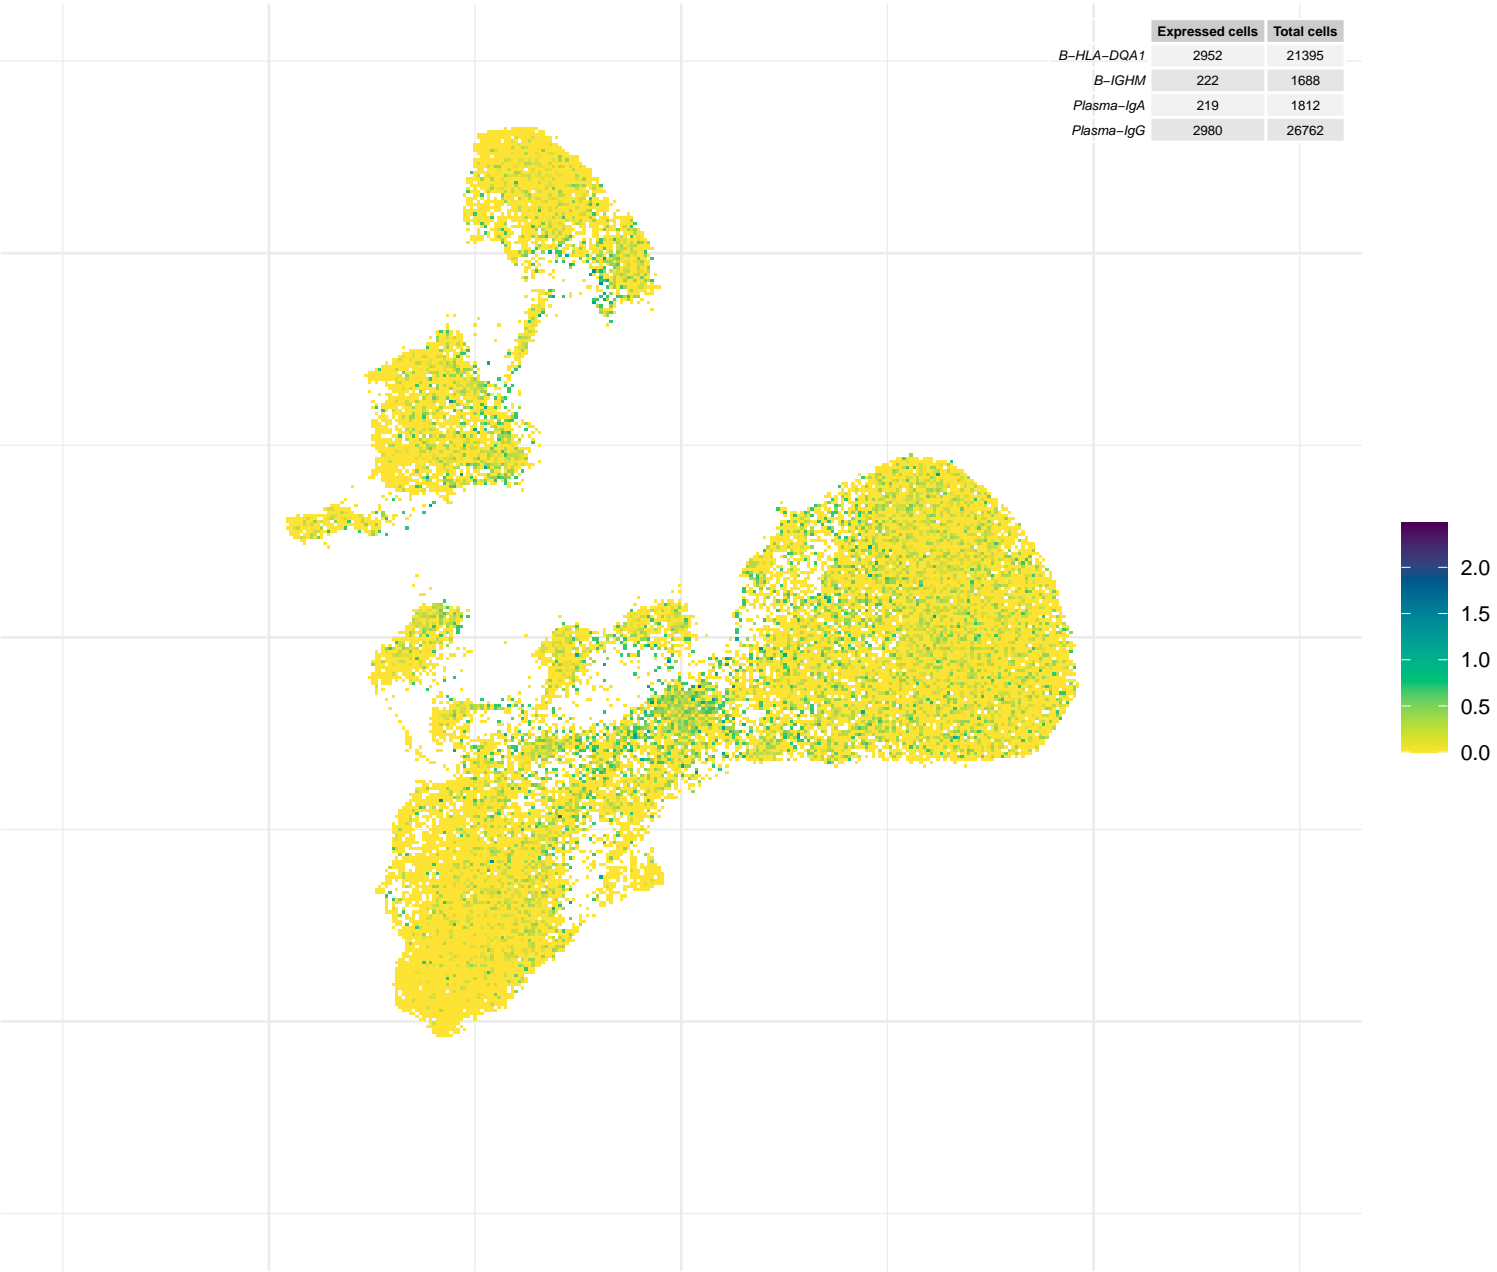 Expressed cells Total cells
B−HLA−DQA1 2952 21395
B−IGHM 222 1688
Plasma−IgA 219 1812
Plasma−IgG 2980 26762
2.0
1.5
1.0
0.5
0.0